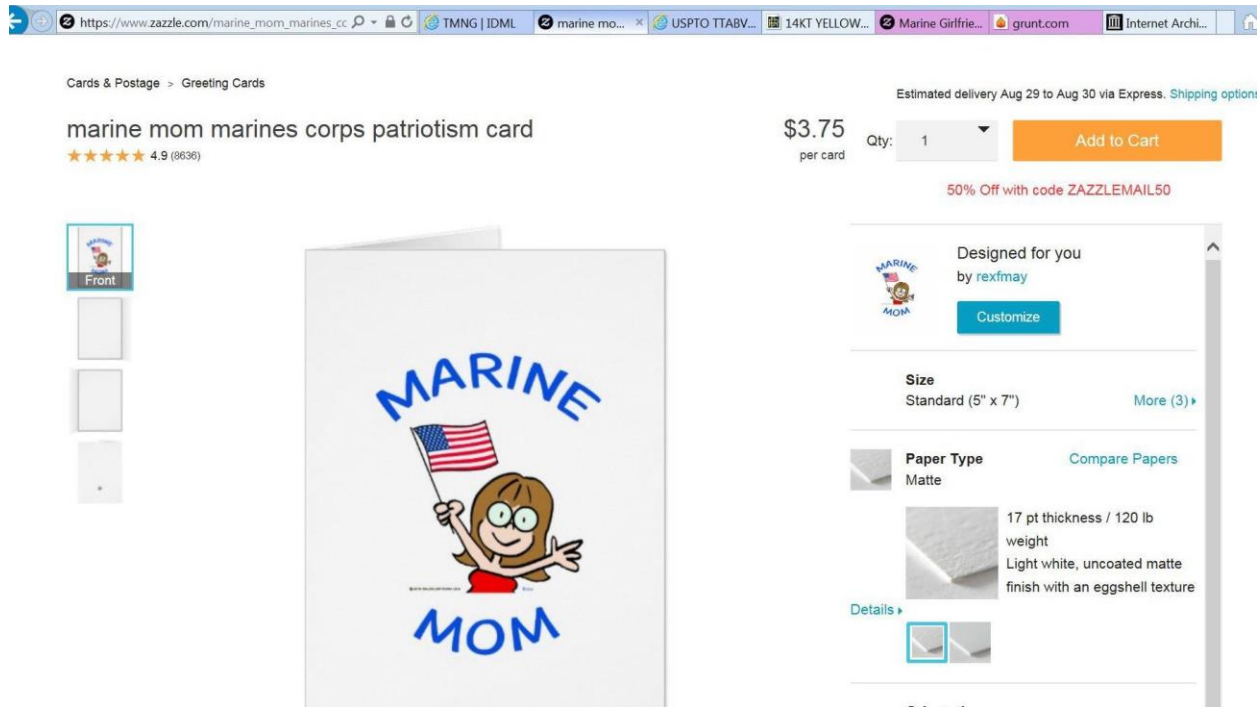 https://www.zazzle.com/marine_mom_marines_cc
TMNG | IDML
marine mo...
USPTO TTABV...
14KT YELLOW...
Marine Girlfrie...
grunt.com
Internet Archi...
Cards & Postage > Greeting Cards
Estimated delivery Aug 29 to Aug 30 via Express. Shipping options
marine mom marines corps patriotism card
$3.75
per card
Qty: 1
Add to Cart
4.9 (8636)
50% Off with code ZAZZLEMAIL50
Front
MARINE
MOM
MARINE
MOM
Designed for you
by rexfmay
Customize
Size
Standard (5" x 7")
More (3)
Paper Type
Compare Papers
Matte
17 pt thickness / 120 lb
weight
Light white, uncoated matte
finish with an eggshell texture
Details